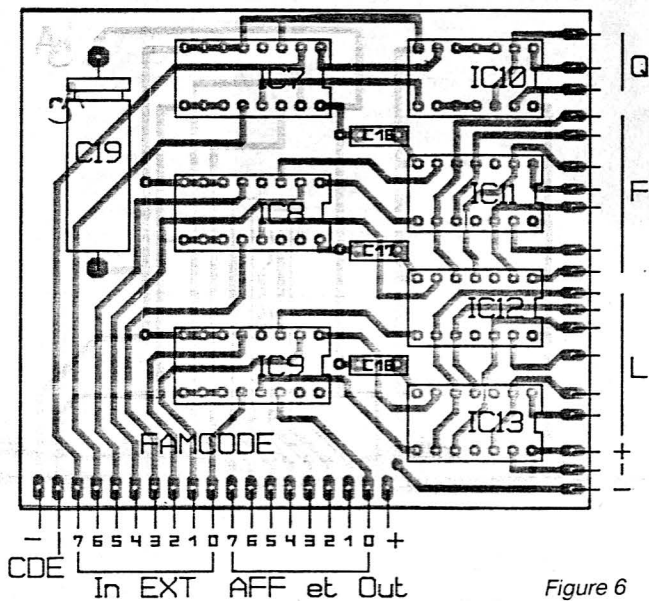 IC7
IC10
Q
C19
C16
IC11
F
IC8
C17
IC12
L
IC9
C18
IC13
FAMCODE
+
-
- 7 6 5 4 3 2 1 0 7 6 5 4 3 2 1 0 +
CDE
In EXT AFF et Out
Figure 6